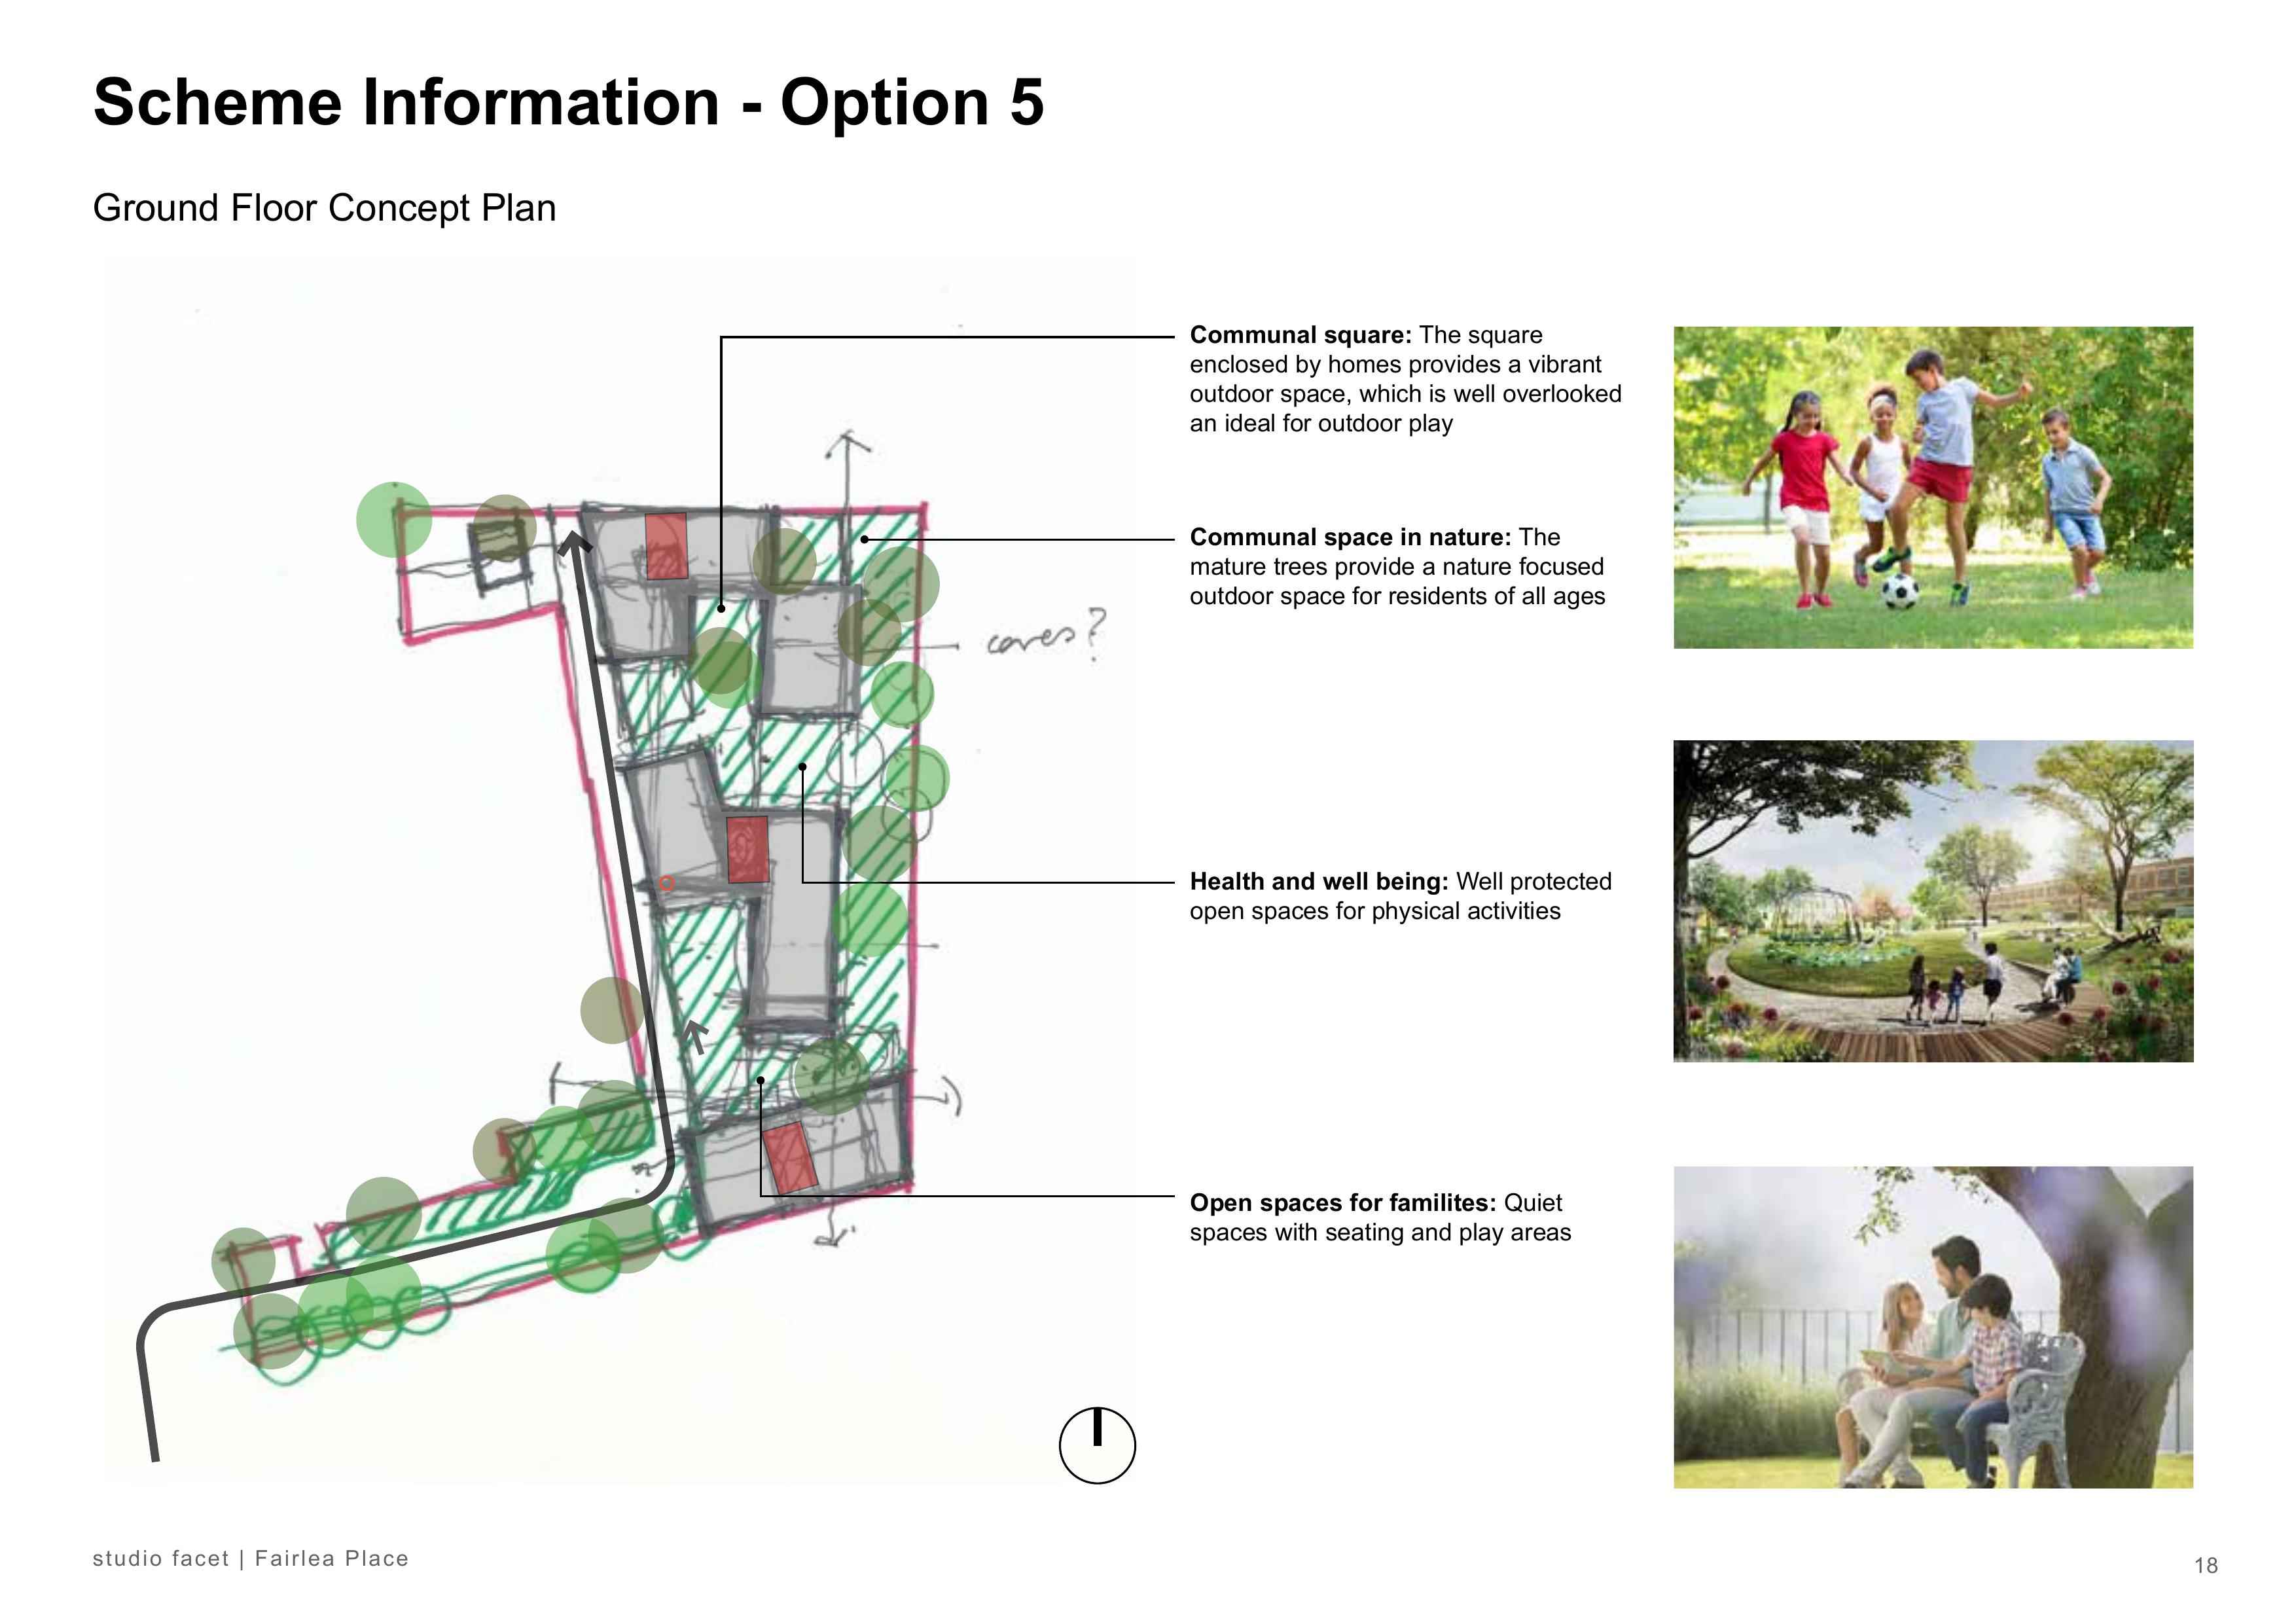 Scheme Information - Option 5
Ground Floor Concept Plan
Communal square: The square
enclosed by homes provides a vibrant
outdoor space, which is well overlooked
an ideal for outdoor play
Communal space in nature: The
mature trees provide a nature focused
outdoor space for residents of all ages
Health and well being: Well protected
open spaces for physical activities
Open spaces for familites: Quiet
spaces with seating and play areas
studio facet | Fairlea Place
18